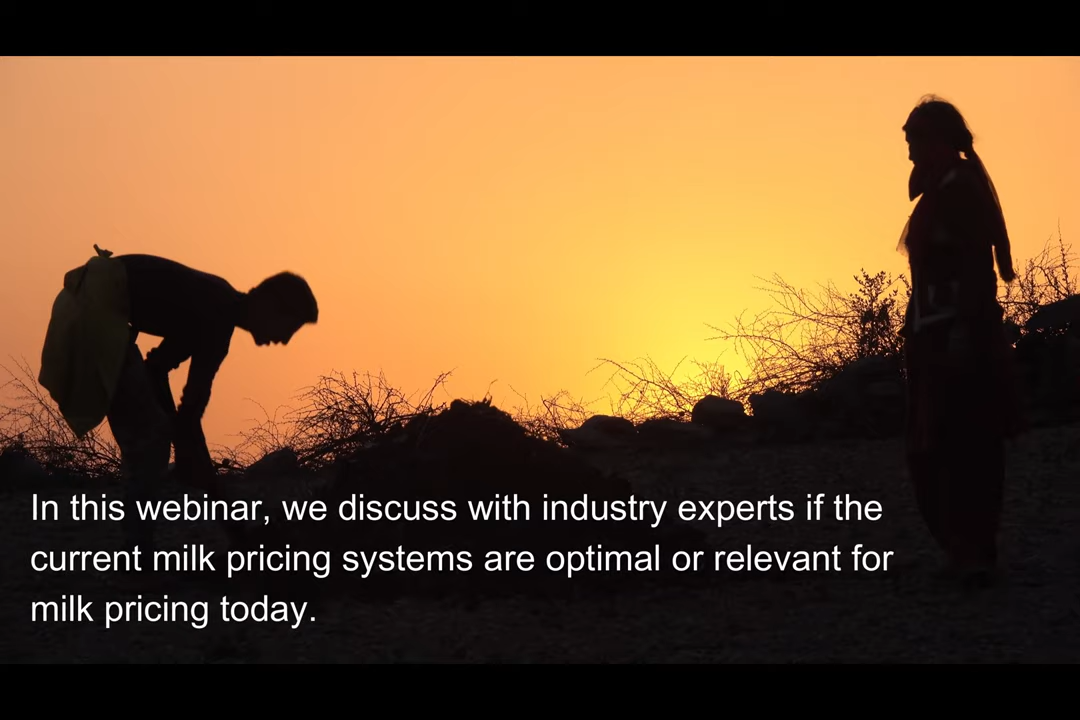 In this webinar, we discuss with industry experts if the
current milk pricing systems are optimal or relevant for
milk pricing today.